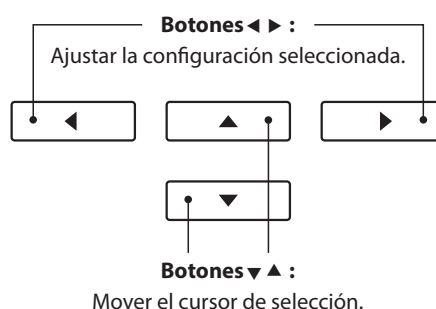 Botones ◀ ▶ :
Ajustar la configuración seleccionada.
Botones ▼ ▲ :
Mover el cursor de selección.